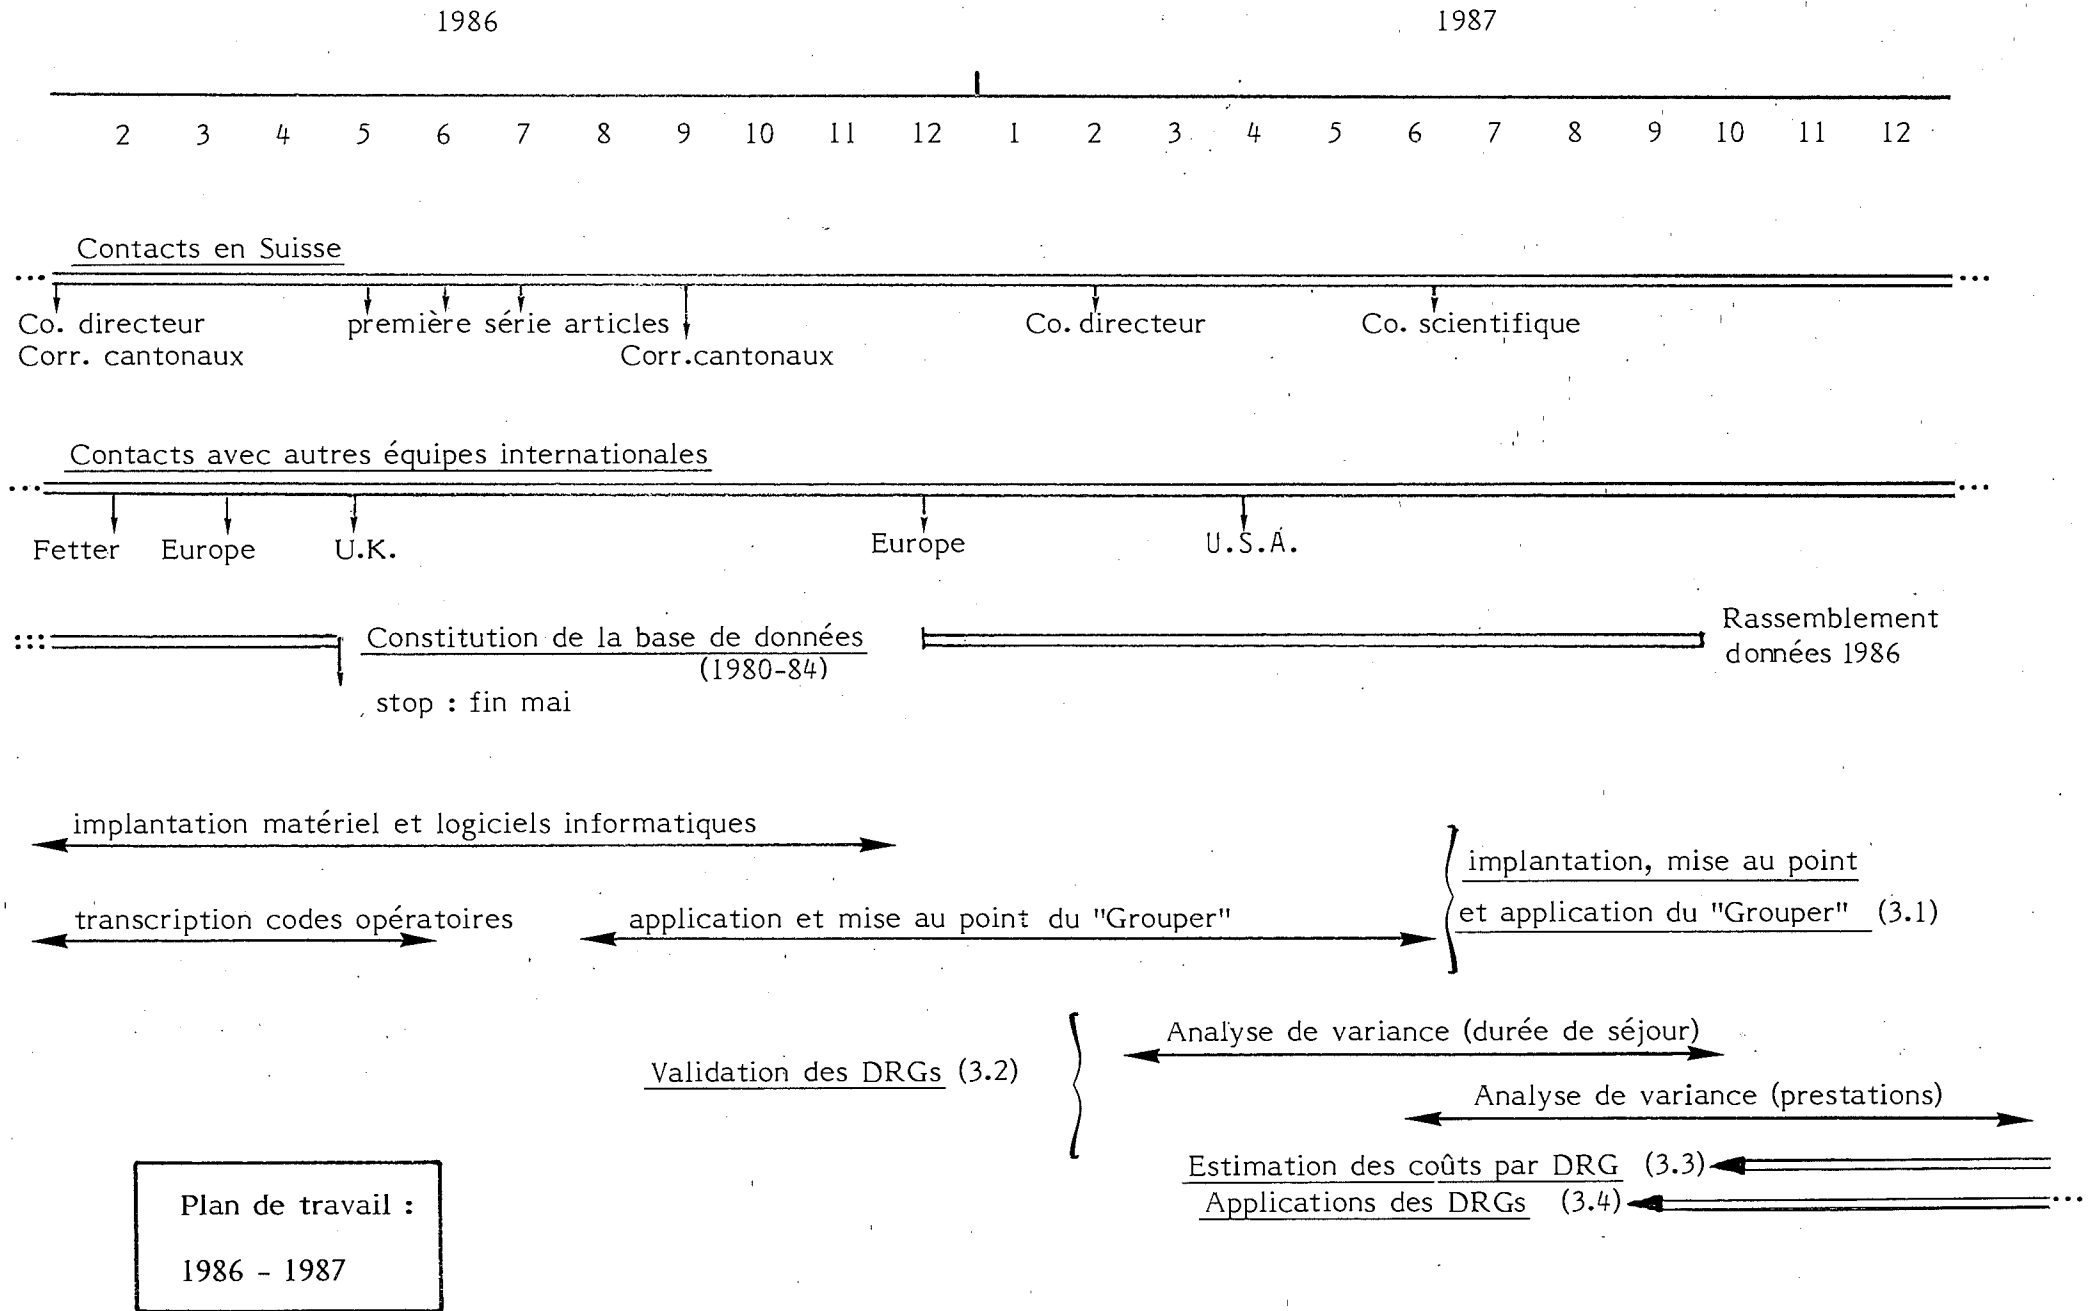 1986 1987
2 3 4 5 6 7 8 9 10 11 12 1 2 3 4 5 6 7 8 9 10 11 12
Contacts en Suisse
... ...
Co. directeur première série articles Co. directeur Co. scientifique
Corr. cantonaux Corr.cantonaux
Contacts avec autres équipes internationales
... ...
Fetter Europe U.K. Europe U.S.A.
Constitution de la base de données
(1980-84)
stop : fin mai
Rassemblement
données 1986
implantation matériel et logiciels informatiques
transcription codes opératoires application et mise au point du "Grouper"
implantation, mise au point
et application du "Grouper" (3.1)
Validation des DRGs (3.2)
Analyse de variance (durée de séjour)
Analyse de variance (prestations)
Estimation des coûts par DRG (3.3)
Applications des DRGs (3.4) ...
Plan de travail :
1986 - 1987